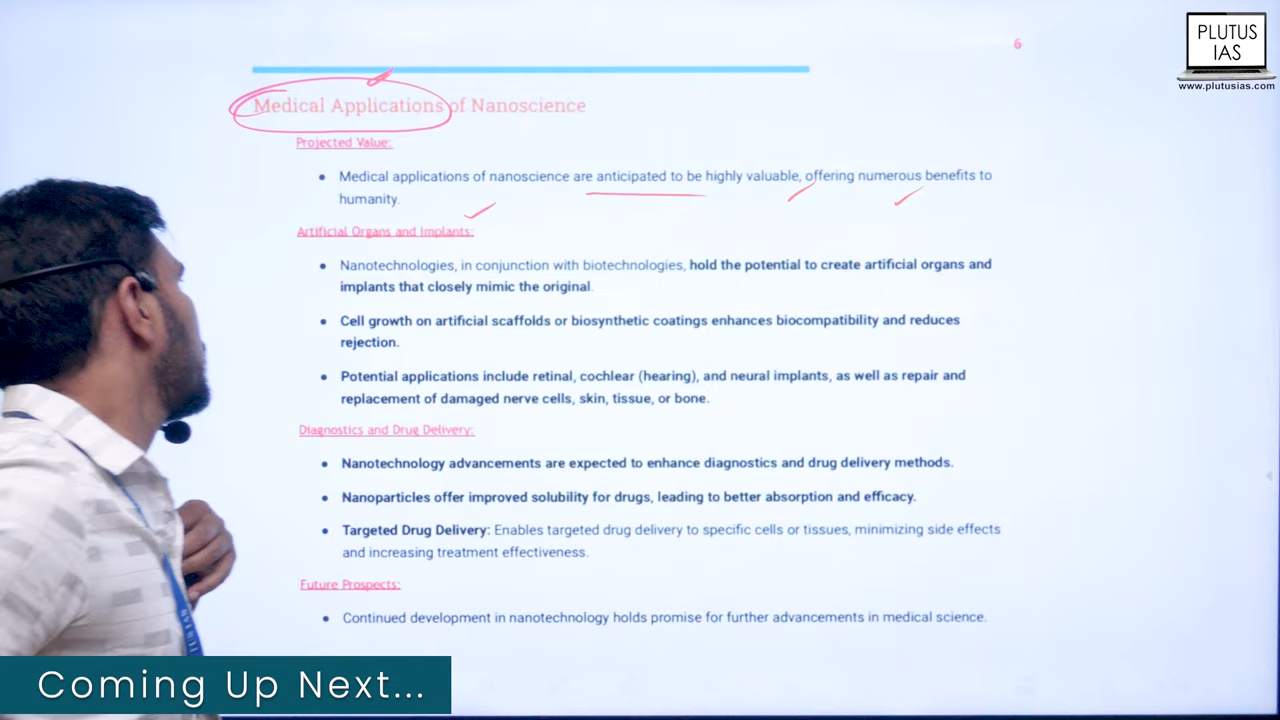 6
PLUTUS
IAS
www.plutusias.com
Medical Applications of Nanoscience
Projected Value:
• Medical applications of nanoscience are anticipated to be highly valuable, offering numerous benefits to
humanity.
Artificial Organs and Implants:
• Nanotechnologies, in conjunction with biotechnologies, hold the potential to create artificial organs and
implants that closely mimic the original.
• Cell growth on artificial scaffolds or biosynthetic coatings enhances biocompatibility and reduces
rejection.
• Potential applications include retinal, cochlear (hearing), and neural implants, as well as repair and
replacement of damaged nerve cells, skin, tissue, or bone.
Diagnostics and Drug Delivery:
• Nanotechnology advancements are expected to enhance diagnostics and drug delivery methods.
• Nanoparticles offer improved solubility for drugs, leading to better absorption and efficacy.
• Targeted Drug Delivery: Enables targeted drug delivery to specific cells or tissues, minimizing side effects
and increasing treatment effectiveness.
Future Prospects:
• Continued development in nanotechnology holds promise for further advancements in medical science.
Coming Up Next...